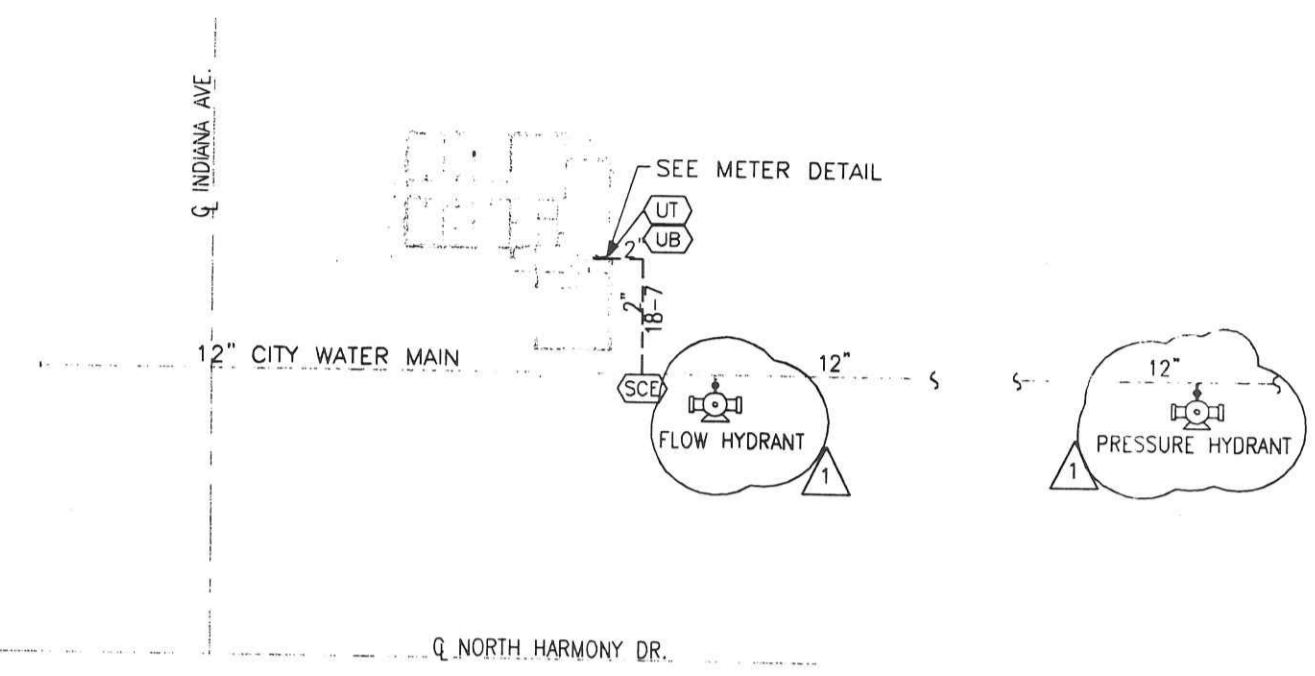 ℄ INDIANA AVE.
SEE METER DETAIL
UT
UB
2"
2"
18-7
12" CITY WATER MAIN
12"
12"
SCE
FLOW HYDRANT
PRESSURE HYDRANT
1
1
℄ NORTH HARMONY DR.